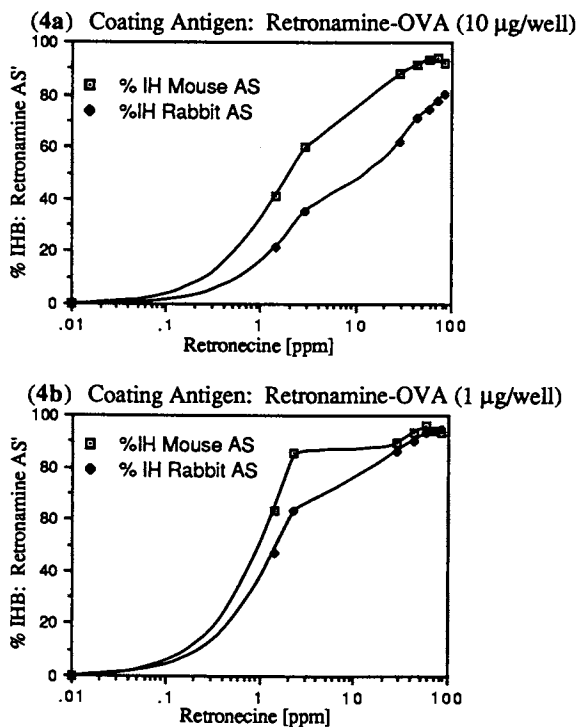 (4a) Coating Antigen: Retronamine-OVA (10 µg/well)
% IHB: Retronamine AS'
100
80
60
40
20
0
% IH Mouse AS
%IH Rabbit AS
.01 0.1 1 10 100
Retronecine [ppm]
(4b) Coating Antigen: Retronamine-OVA (1 µg/well)
% IHB: Retronamine AS'
100
80
60
40
20
0
%IH Mouse AS
% IH Rabbit AS
.01 0.1 1 10 100
Retronecine [ppm]